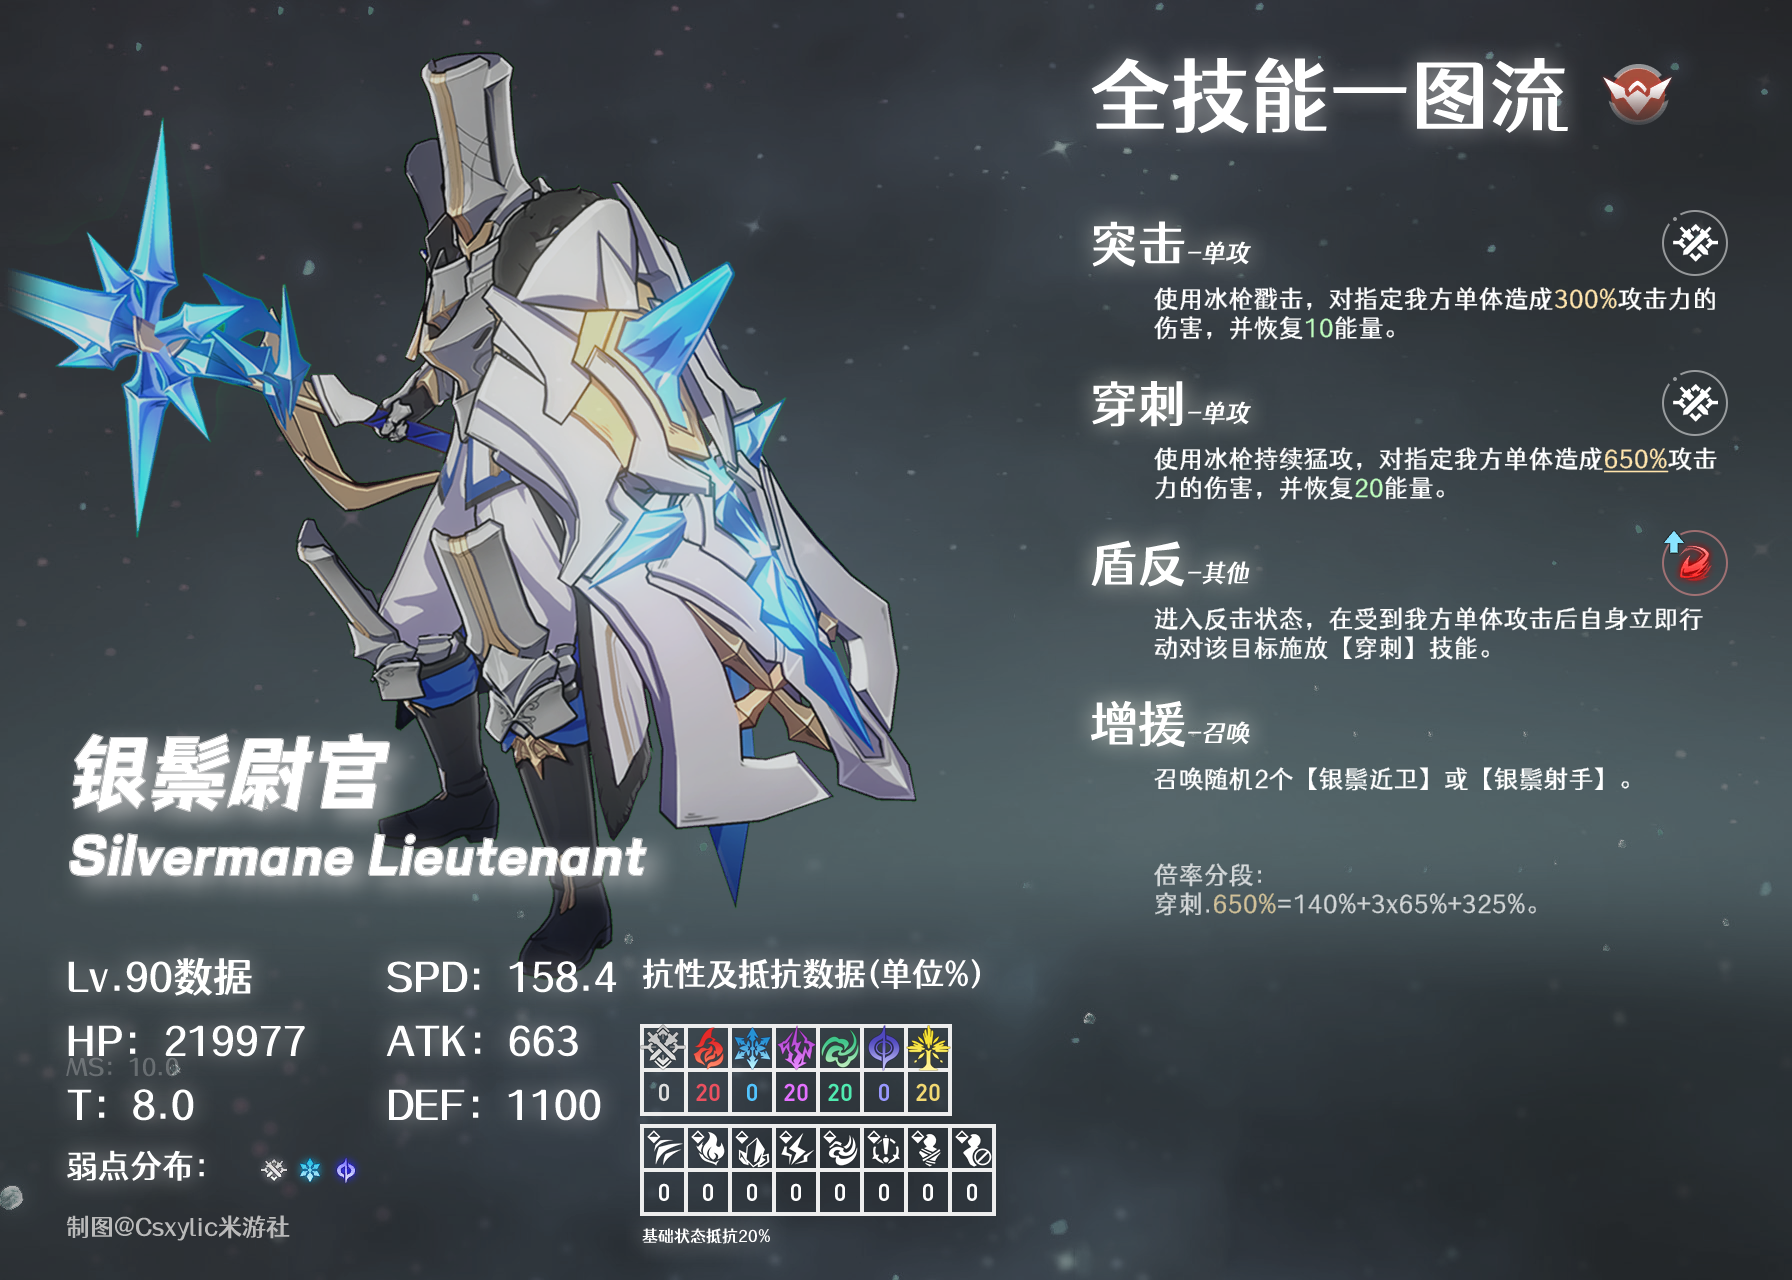 全技能一图流
突击-单攻
使用冰枪戳击，对指定我方单体造成300%攻击力的
伤害，并恢复10能量。
穿刺-单攻
使用冰枪持续猛攻，对指定我方单体造成650%攻击
力的伤害，并恢复20能量。
盾反-其他
进入反击状态，在受到我方单体攻击后自身立即行
动对该目标施放【穿刺】技能。
增援-召唤
召唤随机2个【银鬃近卫】或【银鬃射手】。
倍率分段：
穿刺.650%=140%+3x65%+325%。
银鬃尉官
Silvermane Lieutenant
Lv.90数据
SPD：158.4
HP：219977
ATK：663
MS：10.0
T：8.0
DEF：1100
弱点分布：
制图@Csxylic米游社
抗性及抵抗数据(单位%)
0 20 0 20 20 0 20
0 0 0 0 0 0 0 0
基础状态抵抗20%